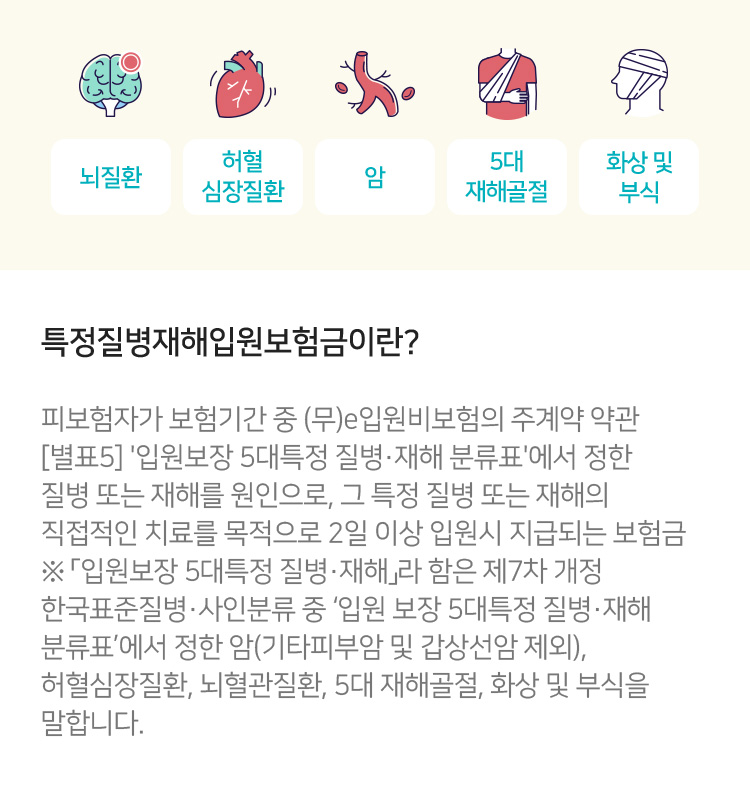 뇌질환
허혈
심장질환
암
5대
재해골절
화상 및
부식
특정질병재해입원보험금이란?
피보험자가 보험기간 중 (무)e입원비보험의 주계약 약관
[별표5] '입원보장 5대특정 질병·재해 분류표'에서 정한
질병 또는 재해를 원인으로, 그 특정 질병 또는 재해의
직접적인 치료를 목적으로 2일 이상 입원시 지급되는 보험금
※「입원보장 5대특정 질병·재해」라 함은 제7차 개정
한국표준질병·사인분류 중 ‘입원 보장 5대특정 질병·재해
분류표’에서 정한 암(기타피부암 및 갑상선암 제외),
허혈심장질환, 뇌혈관질환, 5대 재해골절, 화상 및 부식을
말합니다.